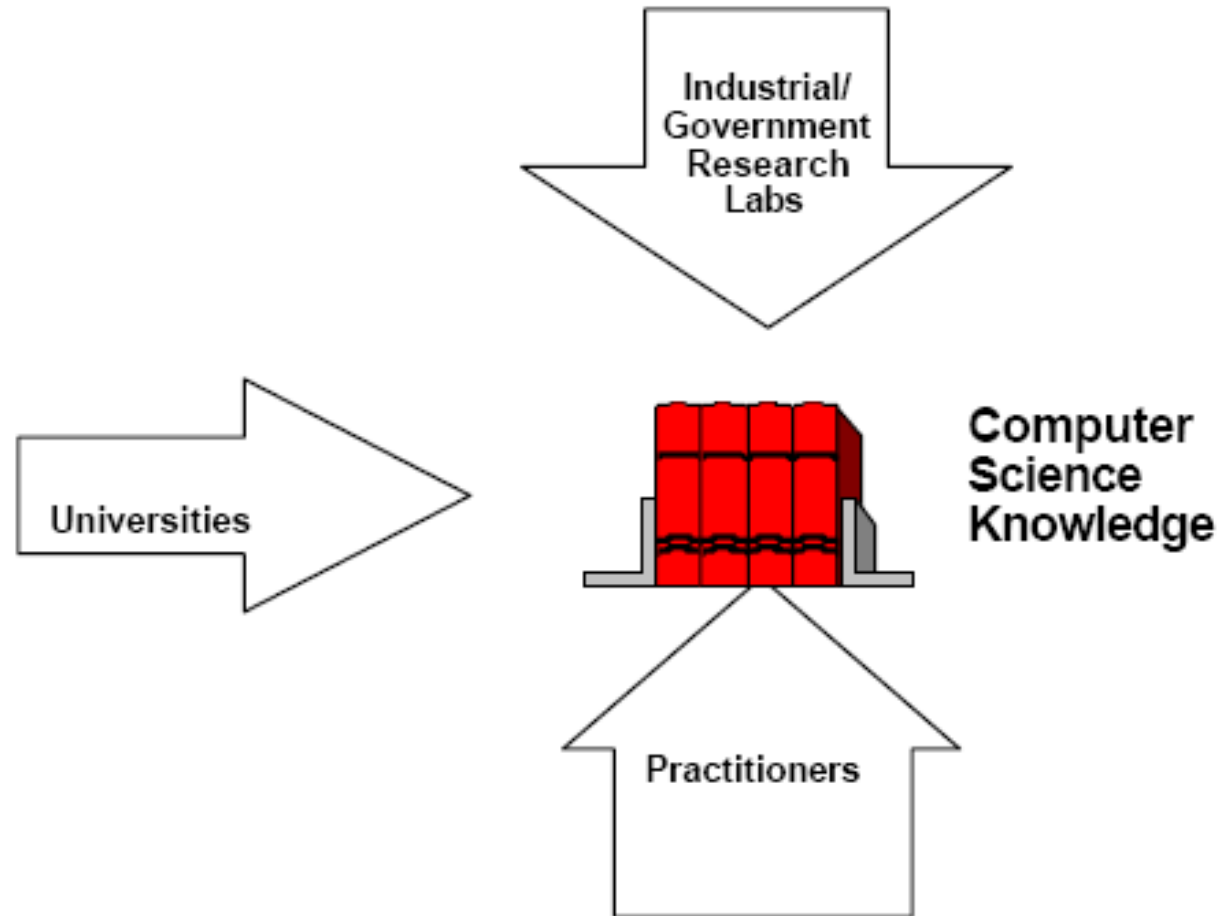 Industrial/
Government
Research
Labs
Universities
Computer
Science
Knowledge
Practitioners